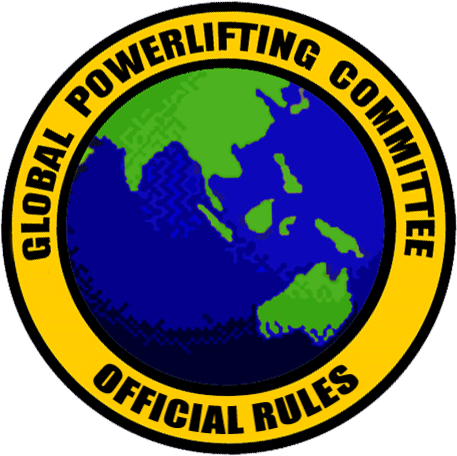 GLOBAL POWERLIFTING COMMITTEE
OFFICIAL RULES